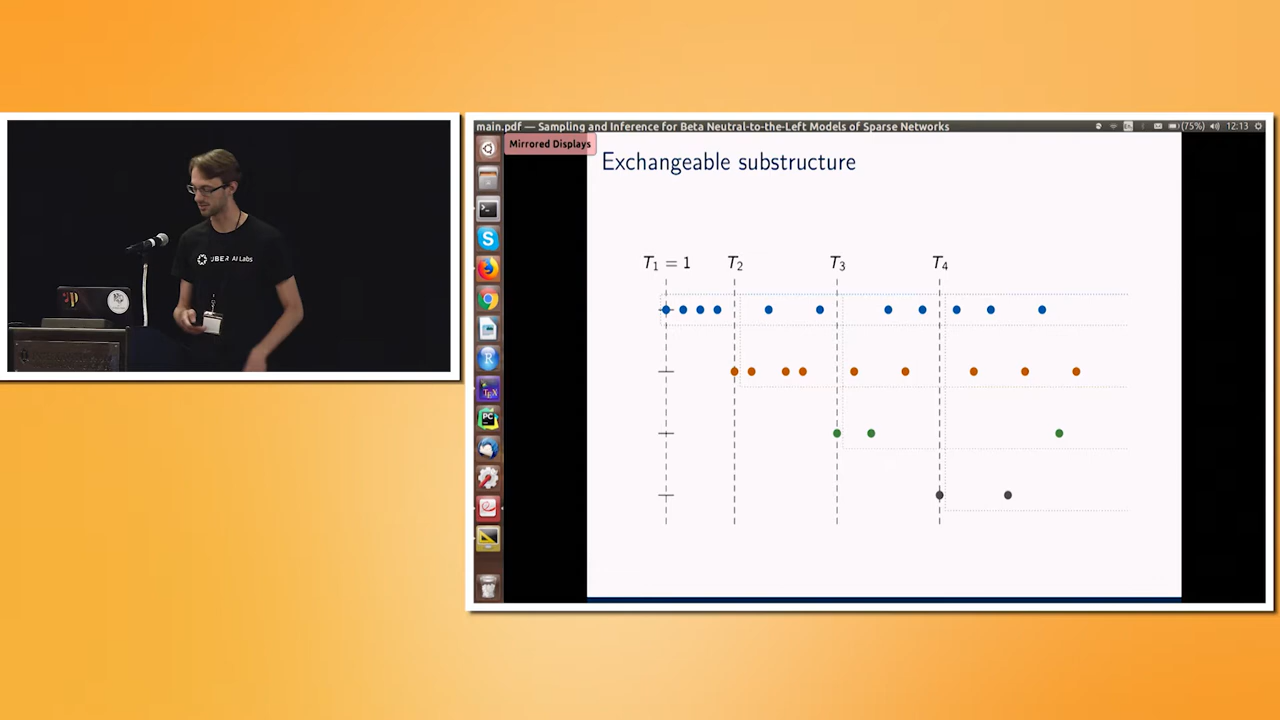 main.pdf — Sampling and Inference for Beta Neutral-to-the-Left Models of Sparse Networks
(75%) 12:13
Mirrored Displays
Exchangeable substructure
T1 = 1 T2 T3 T4
UBER AI Labs